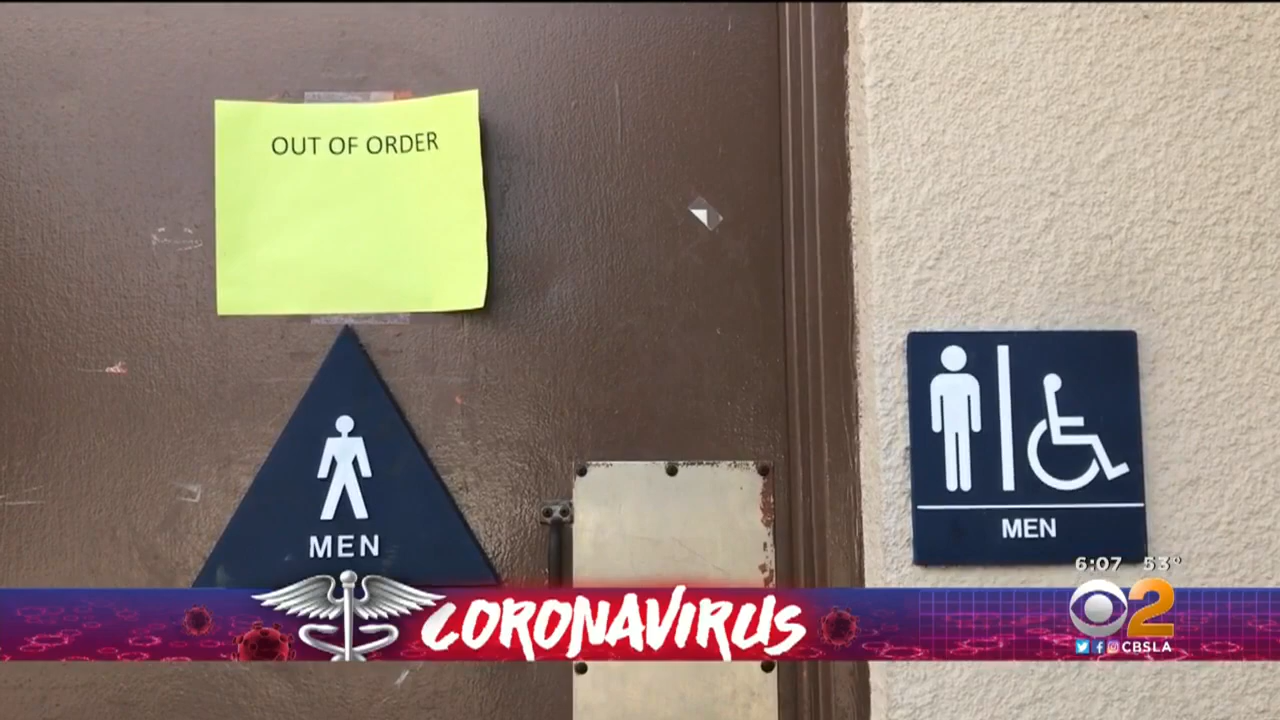 OUT OF ORDER
MEN
MEN
6:07 53°
2
CORONAVIRUS
CBSLA